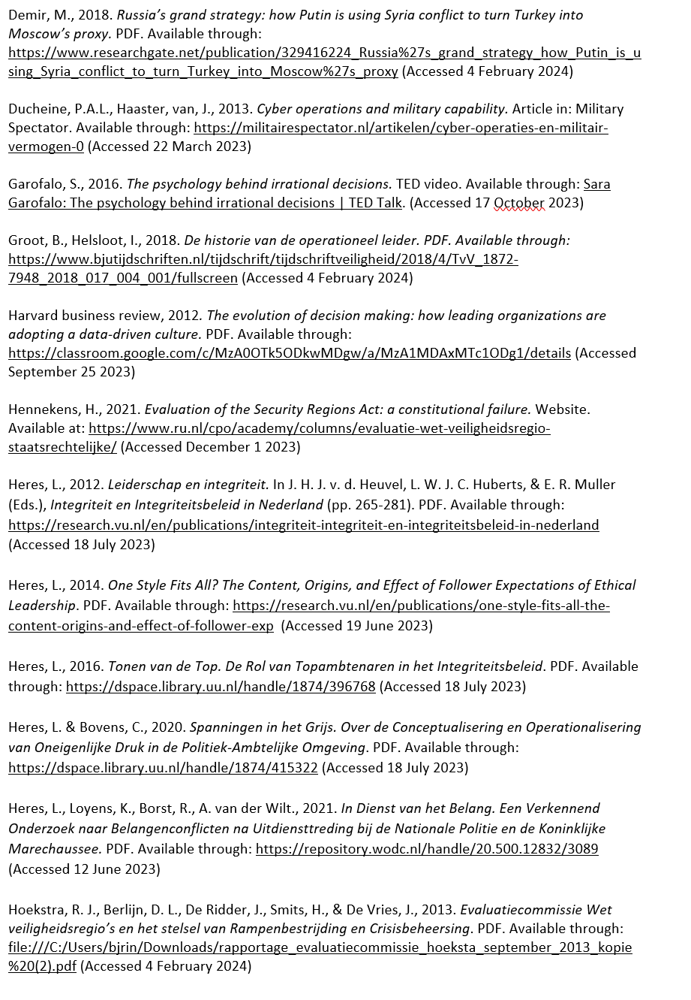 Demir, M., 2018. Russia’s grand strategy: how Putin is using Syria conflict to turn Turkey into
Moscow’s proxy. PDF. Available through:
https://www.researchgate.net/publication/329416224_Russia%27s_grand_strategy_how_Putin_is_u
sing_Syria_conflict_to_turn_Turkey_into_Moscow%27s_proxy (Accessed 4 February 2024)
Ducheine, P.A.L., Haaster, van, J., 2013. Cyber operations and military capability. Article in: Military
Spectator. Available through: https://militairespectator.nl/artikelen/cyber-operaties-en-militair-
vermogen-0 (Accessed 22 March 2023)
Garofalo, S., 2016. The psychology behind irrational decisions. TED video. Available through: Sara
Garofalo: The psychology behind irrational decisions | TED Talk. (Accessed 17 October 2023)
Groot, B., Helsloot, I., 2018. De historie van de operationeel leider. PDF. Available through:
https://www.bjutijdschriften.nl/tijdschrift/tijdschriftveiligheid/2018/4/TvV_1872-
7948_2018_017_004_001/fullscreen (Accessed 4 February 2024)
Harvard business review, 2012. The evolution of decision making: how leading organizations are
adopting a data-driven culture. PDF. Available through:
https://classroom.google.com/c/MzA0OTk5ODkwMDgw/a/MzA1MDAxMTc1ODg1/details (Accessed
September 25 2023)
Hennekens, H., 2021. Evaluation of the Security Regions Act: a constitutional failure. Website.
Available at: https://www.ru.nl/cpo/academy/columns/evaluatie-wet-veiligheidsregio-
staatsrechtelijke/ (Accessed December 1 2023)
Heres, L., 2012. Leiderschap en integriteit. In J. H. J. v. d. Heuvel, L. W. J. C. Huberts, & E. R. Muller
(Eds.), Integriteit en Integriteitsbeleid in Nederland (pp. 265-281). PDF. Available through:
https://research.vu.nl/en/publications/integriteit-integriteit-en-integriteitsbeleid-in-nederland
(Accessed 18 July 2023)
Heres, L., 2014. One Style Fits All? The Content, Origins, and Effect of Follower Expectations of Ethical
Leadership. PDF. Available through: https://research.vu.nl/en/publications/one-style-fits-all-the-
content-origins-and-effect-of-follower-exp (Accessed 19 June 2023)
Heres, L., 2016. Tonen van de Top. De Rol van Topambtenaren in het Integriteitsbeleid. PDF. Available
through: https://dspace.library.uu.nl/handle/1874/396768 (Accessed 18 July 2023)
Heres, L. & Bovens, C., 2020. Spanningen in het Grijs. Over de Conceptualisering en Operationalisering
van Oneigenlijke Druk in de Politiek-Ambtelijke Omgeving. PDF. Available through:
https://dspace.library.uu.nl/handle/1874/415322 (Accessed 18 July 2023)
Heres, L., Loyens, K., Borst, R., A. van der Wilt., 2021. In Dienst van het Belang. Een Verkennend
Onderzoek naar Belangenconflicten na Uitdiensttreding bij de Nationale Politie en de Koninklijke
Marechaussee. PDF. Available through: https://repository.wodc.nl/handle/20.500.12832/3089
(Accessed 12 June 2023)
Hoekstra, R. J., Berlijn, D. L., De Ridder, J., Smits, H., & De Vries, J., 2013. Evaluatiecommissie Wet
veiligheidsregio’s en het stelsel van Rampenbestrijding en Crisisbeheersing. PDF. Available through:
file:///C:/Users/bjrin/Downloads/rapportage_evaluatiecommissie_hoeksta_september_2013_kopie
%20(2).pdf (Accessed 4 February 2024)